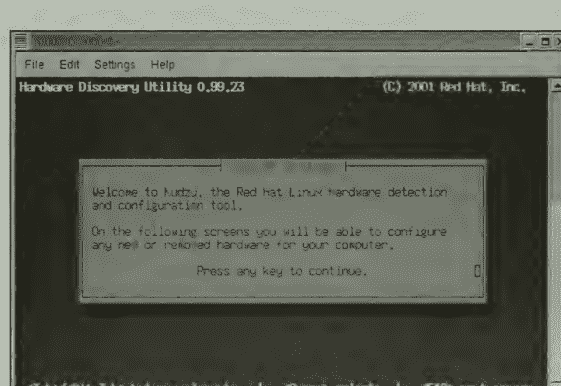 File Edit Settings Help
Hardware Discovery Utility 0.99.23 (C) 2001 Red Hat, Inc.
Welcome to Kudzu, the Red Hat Linux hardware detection
and configuration tool.
On the following screens you will be able to configure
any new or removed hardware for your computer.
Press any key to continue.